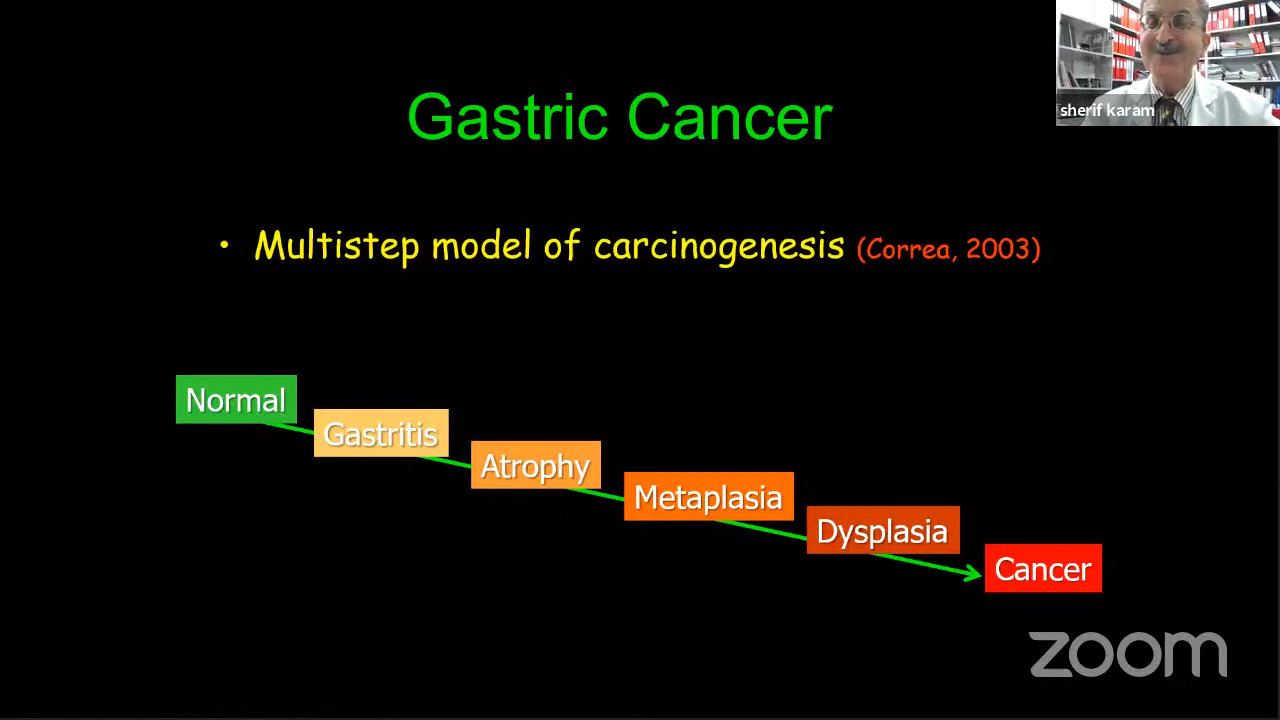 Gastric Cancer
sherif karam
• Multistep model of carcinogenesis (Correa, 2003)
Normal
Gastritis
Atrophy
Metaplasia
Dysplasia
Cancer
zoom